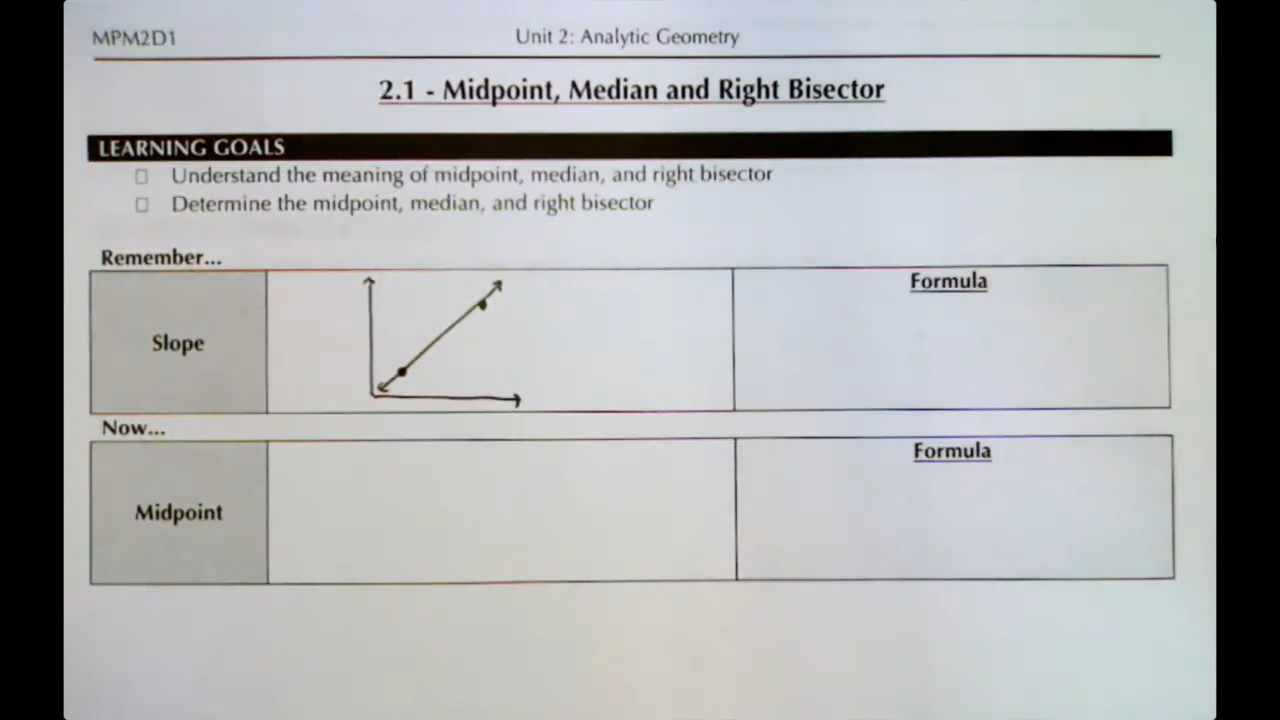 MPM2D1
Unit 2: Analytic Geometry
2.1 - Midpoint, Median and Right Bisector
LEARNING GOALS
Understand the meaning of midpoint, median, and right bisector
Determine the midpoint, median, and right bisector
Remember...
Slope
Formula
Now...
Midpoint
Formula